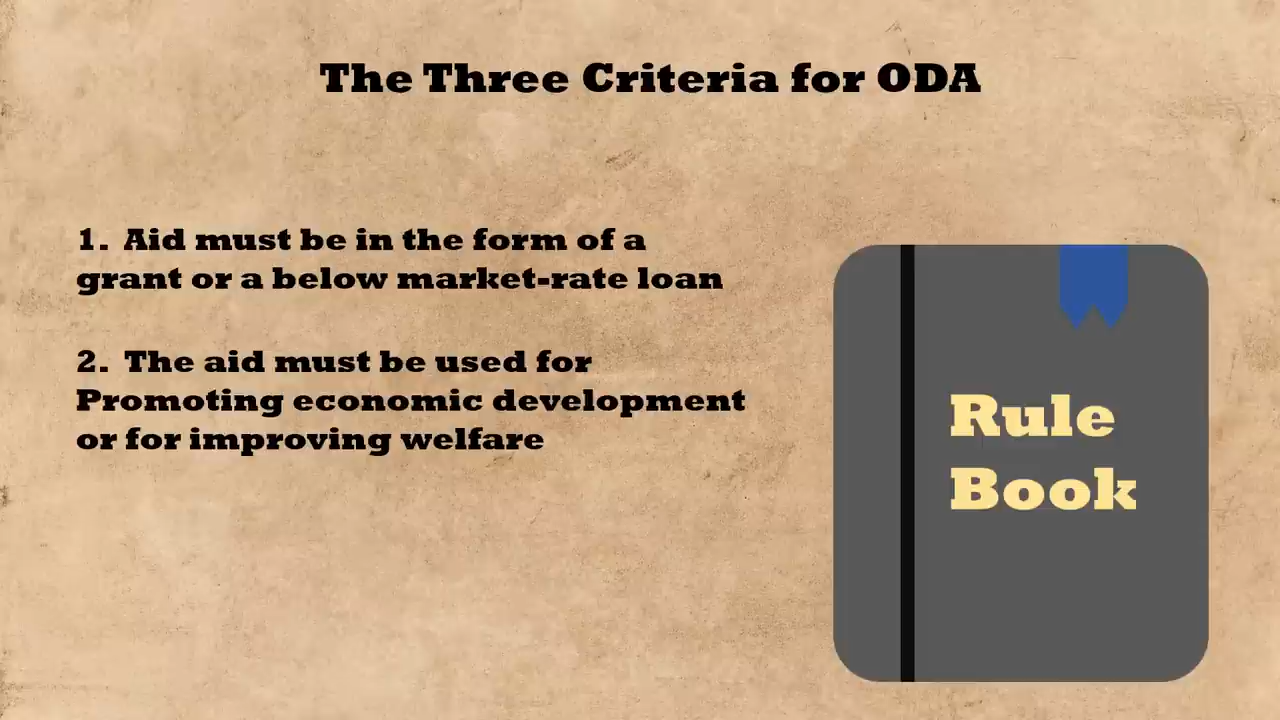 The Three Criteria for ODA
1. Aid must be in the form of a
grant or a below market-rate loan
2. The aid must be used for
Promoting economic development
or for improving welfare
Rule
Book